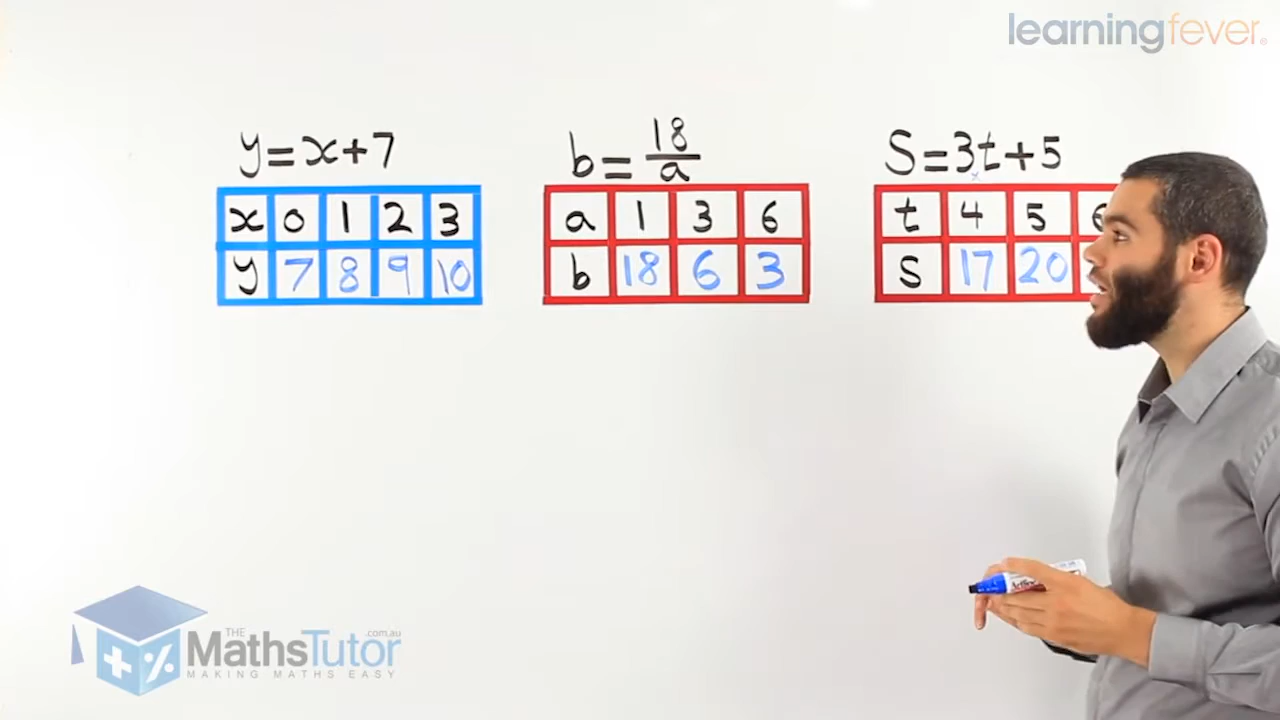 learningfever®
y=x+7
x 0 1 2 3
y 7 8 9 10
b=18/a
a 1 3 6
b 18 6 3
S=3t+5
x
t 4 5 6
S 17 20
THE
MathsTutor
.com.au
MAKING MATHS EASY
+ %